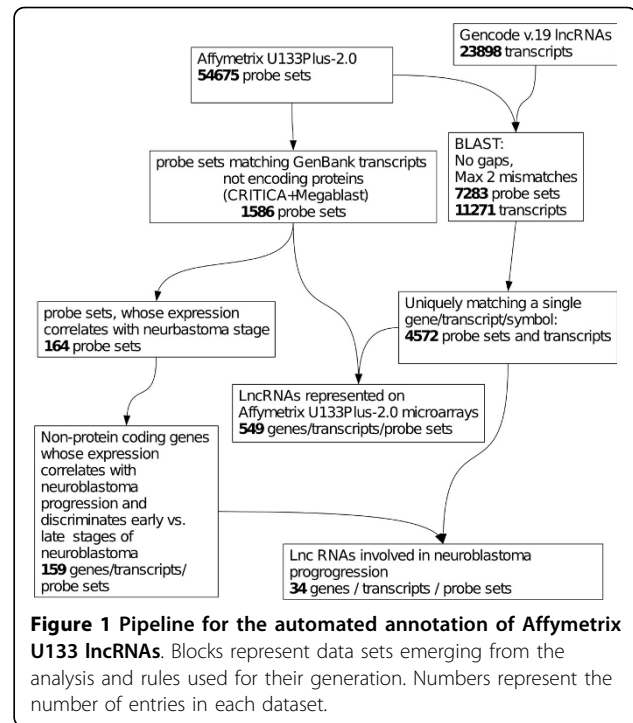 Affymetrix U133Plus-2.0
54675 probe sets
Gencode v.19 lncRNAs
23898 transcripts
probe sets matching GenBank transcripts
not encoding proteins
(CRITICA+Megablast)
1586 probe sets
BLAST:
No gaps,
Max 2 mismatches
7283 probe sets
11271 transcripts
probe sets, whose expression
correlates with neurbastoma stage
164 probe sets
Uniquely matching a single
gene/transcript/symbol:
4572 probe sets and transcripts
LncRNAs represented on
Affymetrix U133Plus-2.0 microarrays
549 genes/transcripts/probe sets
Non-protein coding genes
whose expression
correlates with
neuroblastoma
progression and
discriminates early vs.
late stages of
neuroblastoma
159 genes/transcripts/
probe sets
Lnc RNAs involved in neuroblastoma
progrogression
34 genes / transcripts / probe sets
Figure 1 Pipeline for the automated annotation of Affymetrix
U133 lncRNAs. Blocks represent data sets emerging from the
analysis and rules used for their generation. Numbers represent the
number of entries in each dataset.